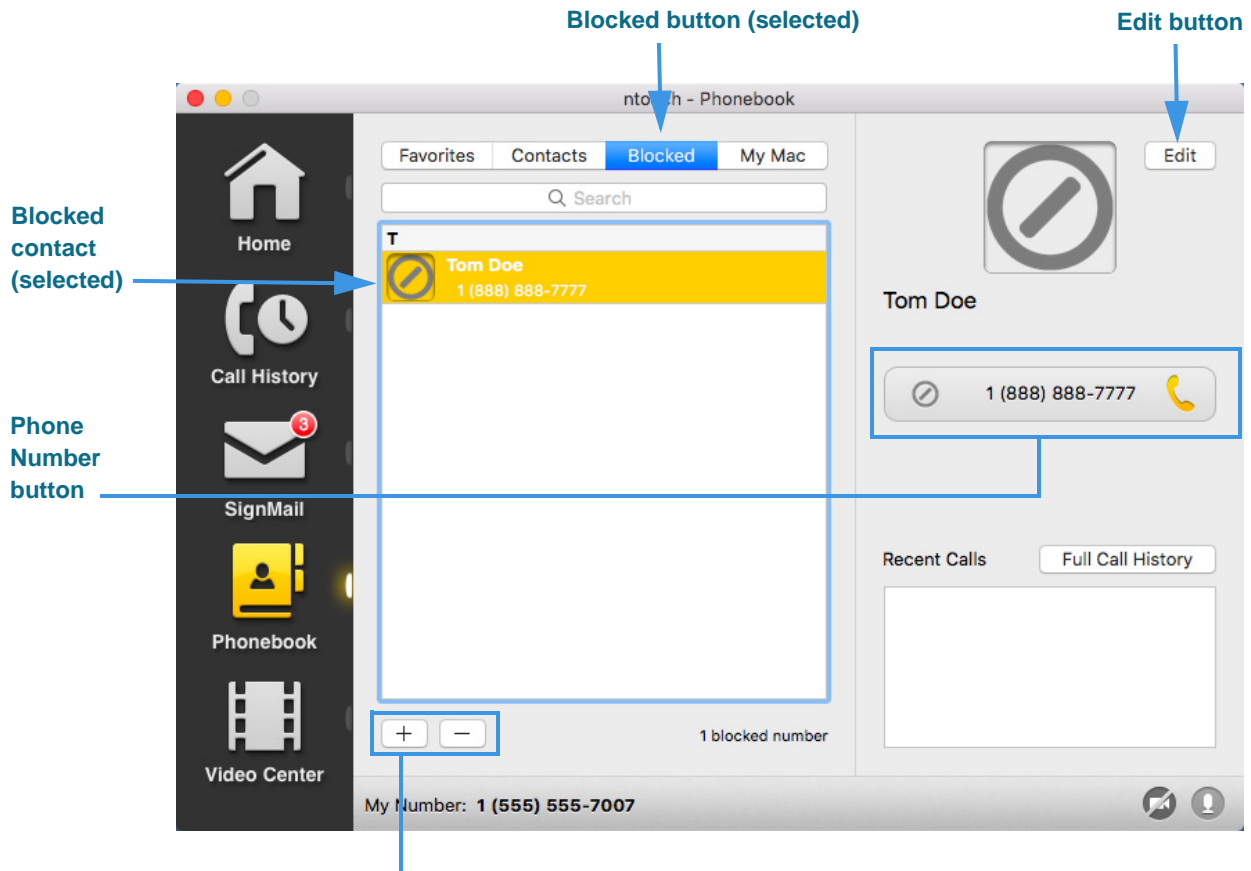 Blocked button (selected)
Edit button
ntouch - Phonebook
Favorites
Contacts
Blocked
My Mac
Edit
Search
Blocked
contact
(selected)
Home
T
Tom Doe
1 (888) 888-7777
Tom Doe
Call History
1 (888) 888-7777
Phone
Number
button
3
SignMail
Recent Calls
Full Call History
Phonebook
1 blocked number
Video Center
My Number: 1 (555) 555-7007